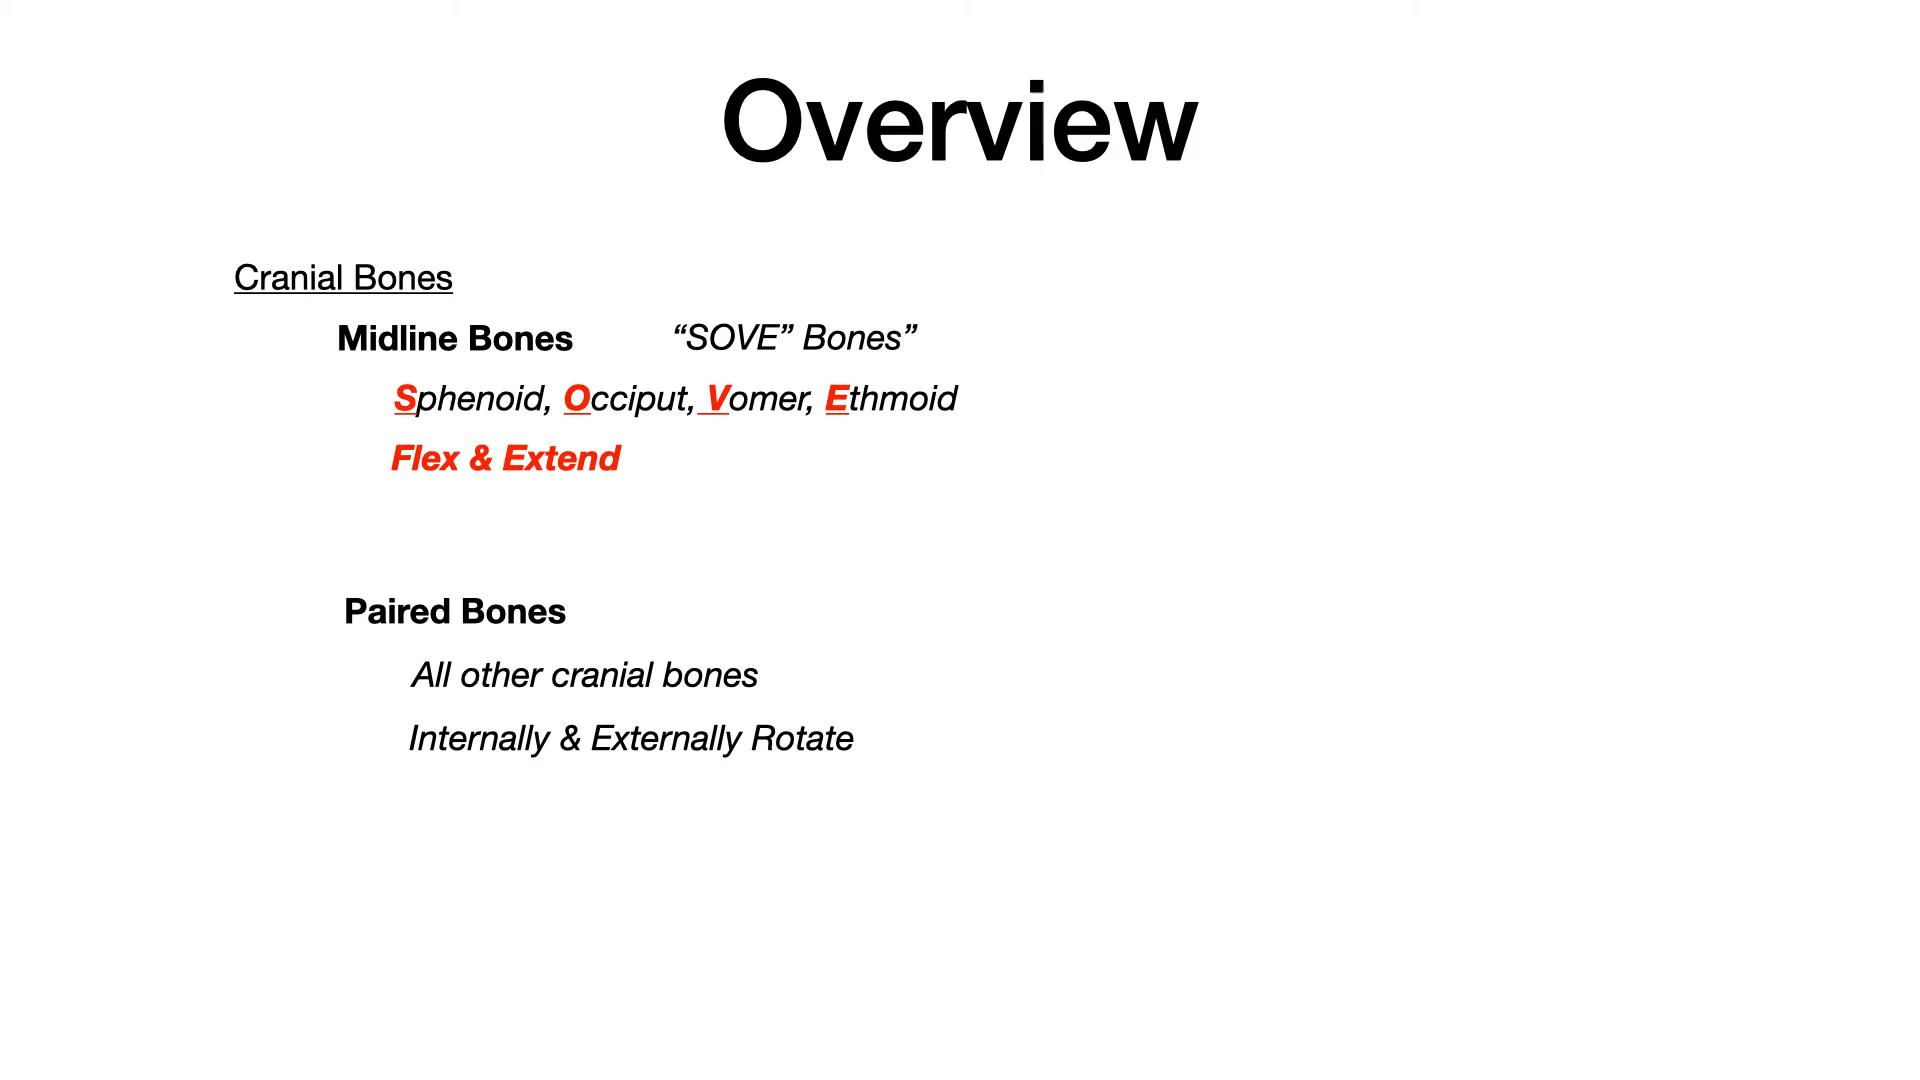 Overview
Cranial Bones
Midline Bones “SOVE” Bones”
Sphenoid, Occiput, Vomer, Ethmoid
Flex & Extend
Paired Bones
All other cranial bones
Internally & Externally Rotate